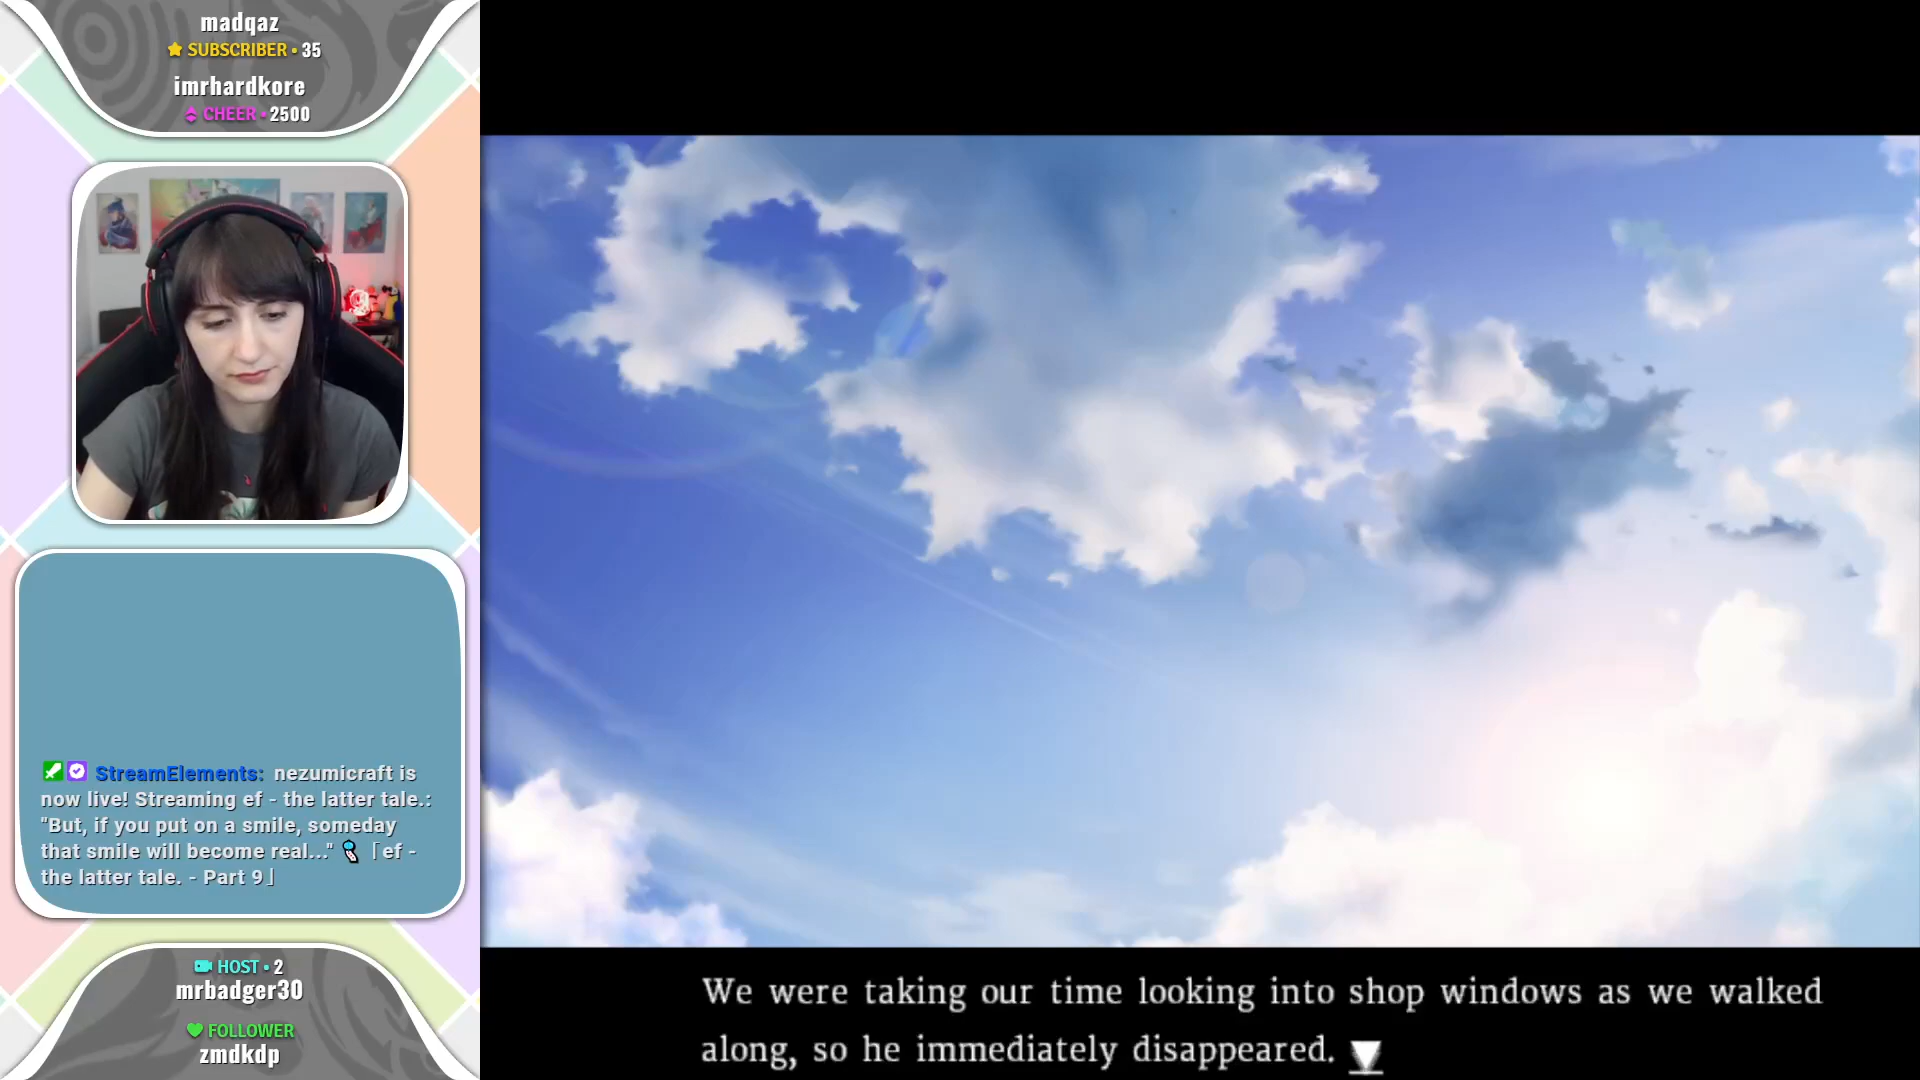 madqaz
SUBSCRIBER • 35
imrhardkore
CHEER • 2500
StreamElements: nezumicraft is
now live! Streaming ef - the latter tale.:
"But, if you put on a smile, someday
that smile will become real..." 「ef -
the latter tale. - Part 9」
HOST • 2
mrbadger30
FOLLOWER
zmdkdp
We were taking our time looking into shop windows as we walked
along, so he immediately disappeared.